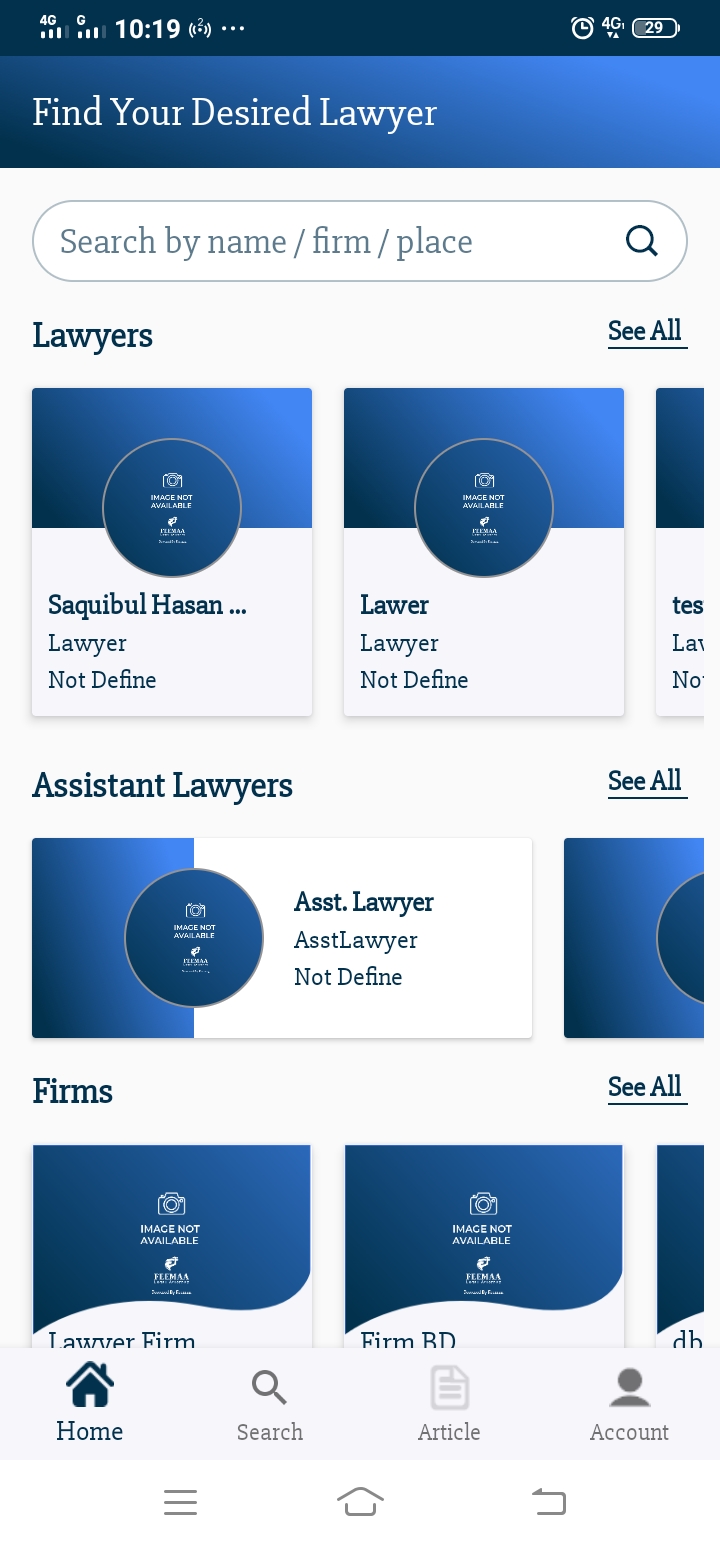 4G G 10:19 2 ... 4G 29
Find Your Desired Lawyer
Search by name / firm / place
Lawyers See All
IMAGE NOT
AVAILABLE
FEEMAA
IMAGE NOT
AVAILABLE
FEEMAA
Saquibul Hasan ...
Lawyer
Not Define
Lawer
Lawyer
Not Define
tes
Law
Not
Assistant Lawyers See All
IMAGE NOT
AVAILABLE
FEEMAA
Asst. Lawyer
AsstLawyer
Not Define
Firms See All
IMAGE NOT
AVAILABLE
FEEMAA
IMAGE NOT
AVAILABLE
FEEMAA
Lawyer Firm Firm BD db
Home Search Article Account